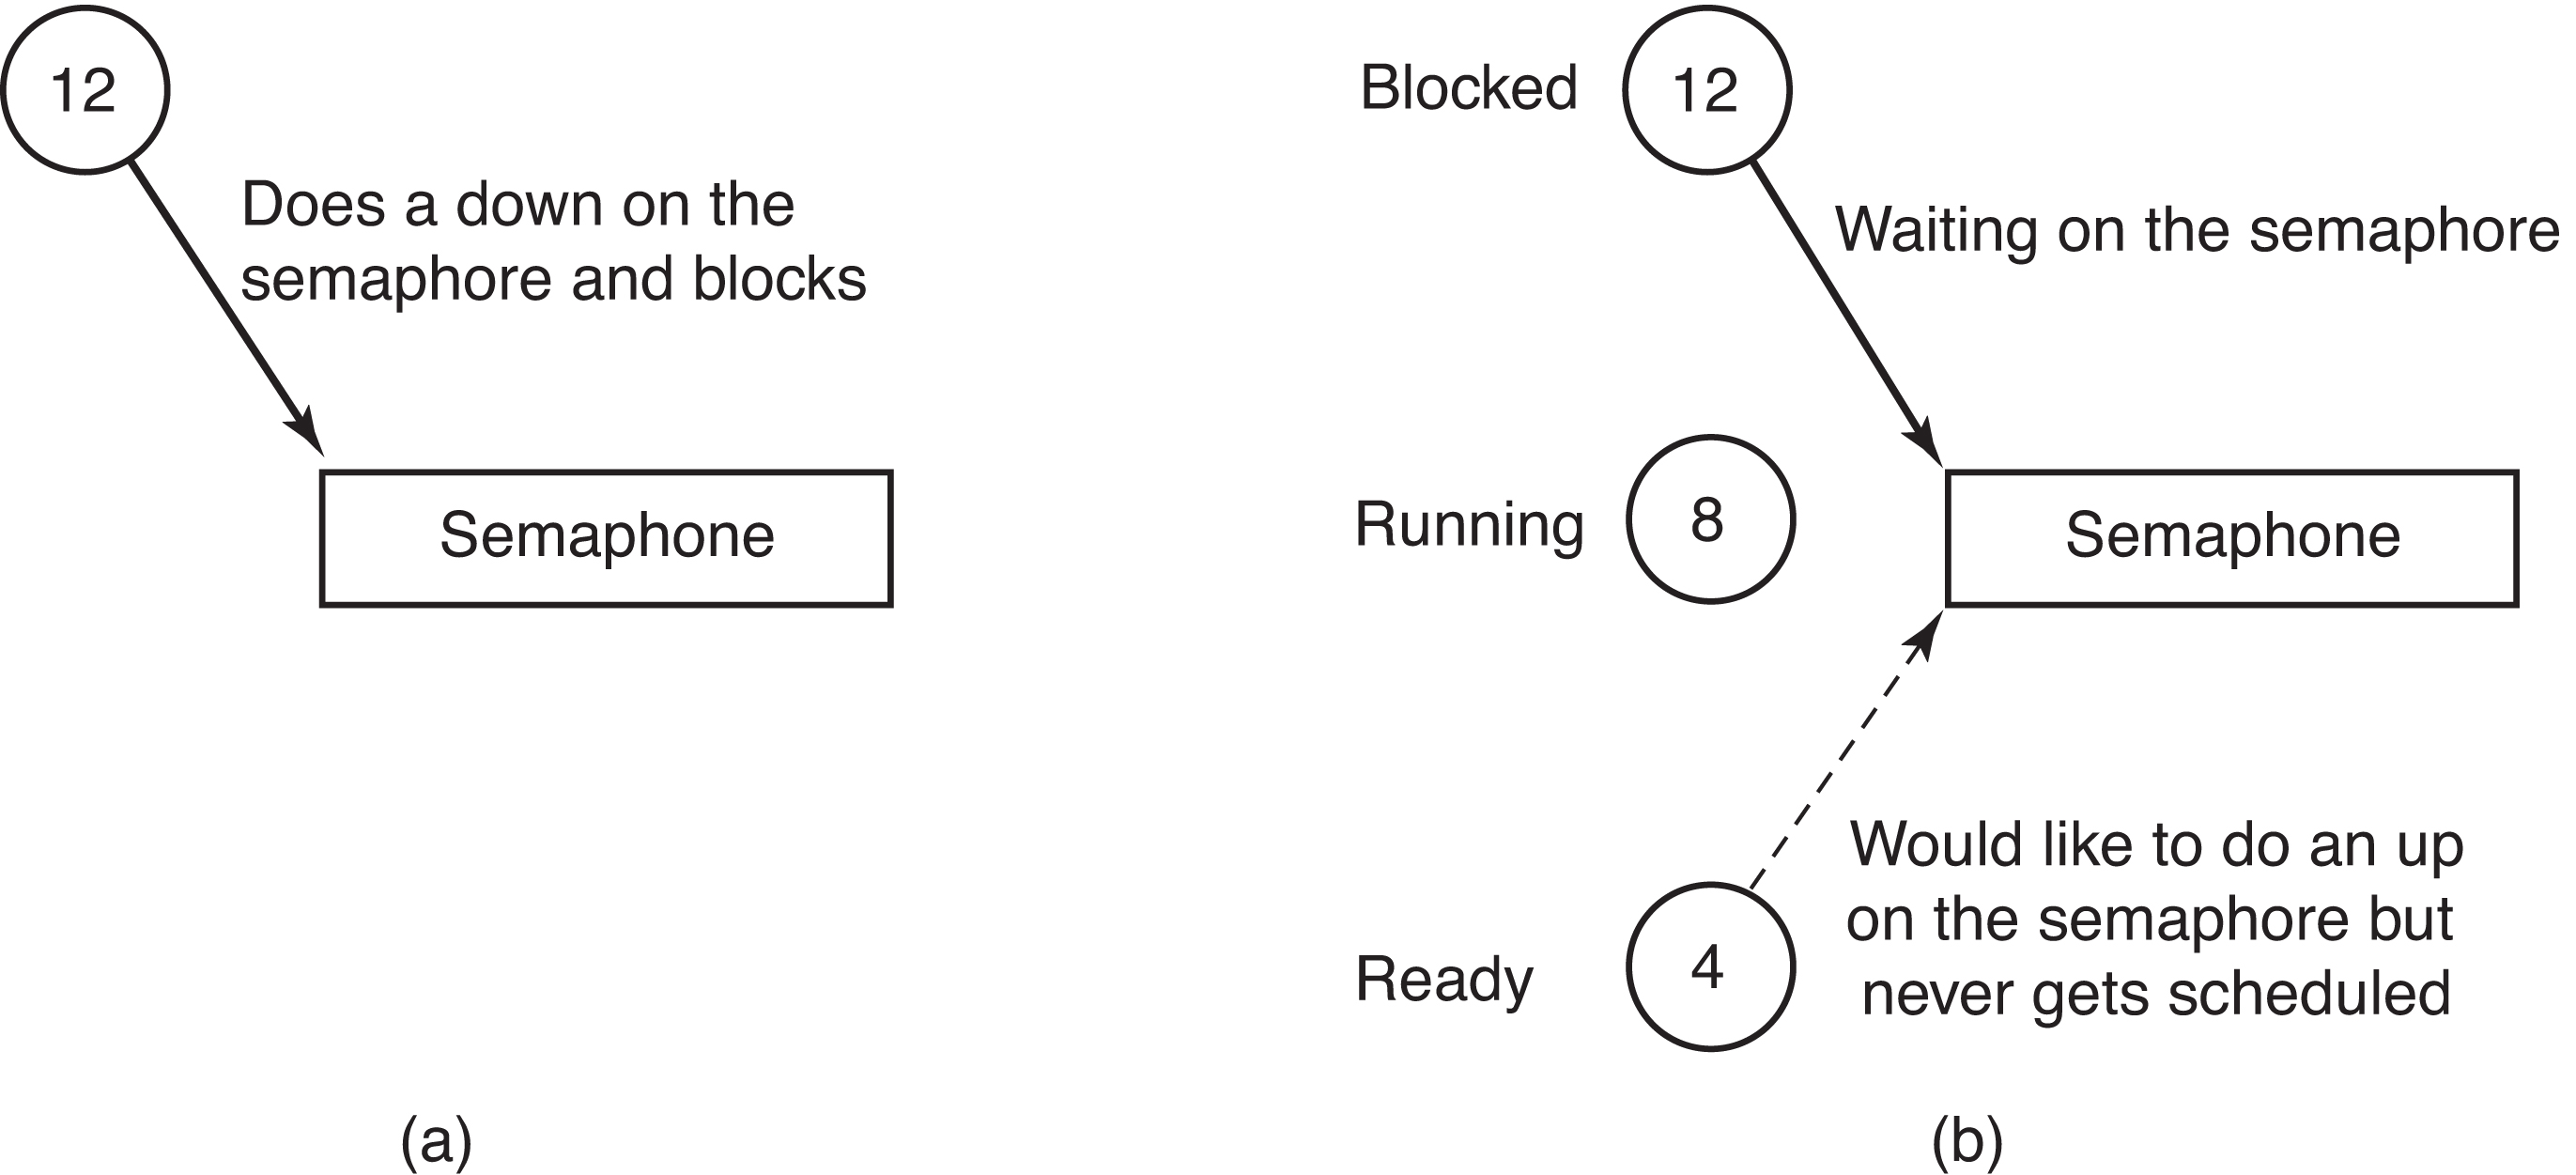 12
Does a down on the
semaphore and blocks
Semaphone
(a)
Blocked
12
Waiting on the semaphore
Running
8
Semaphone
Would like to do an up
on the semaphore but
never gets scheduled
Ready
4
(b)